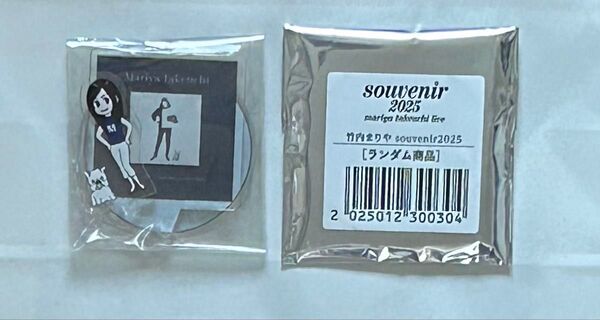 Mariya Takeuchi
M
souvenir
2025
mariya takeuchi live
竹内まりや souvenir2025
[ランダム商品]
2 025012 300304